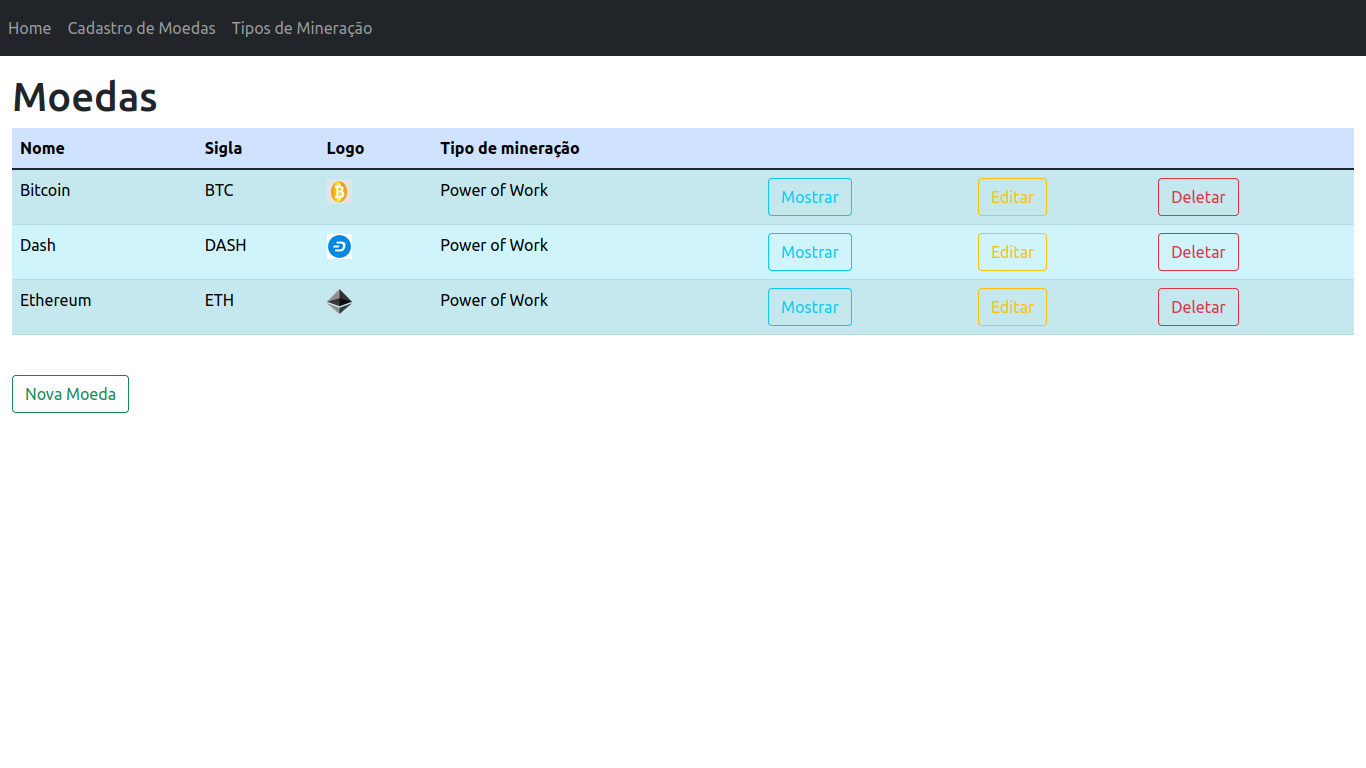 Home Cadastro de Moedas Tipos de Mineração
Moedas
Nome Sigla Logo Tipo de mineração
Bitcoin BTC Power of Work Mostrar Editar Deletar
Dash DASH Power of Work Mostrar Editar Deletar
Ethereum ETH Power of Work Mostrar Editar Deletar
Nova Moeda